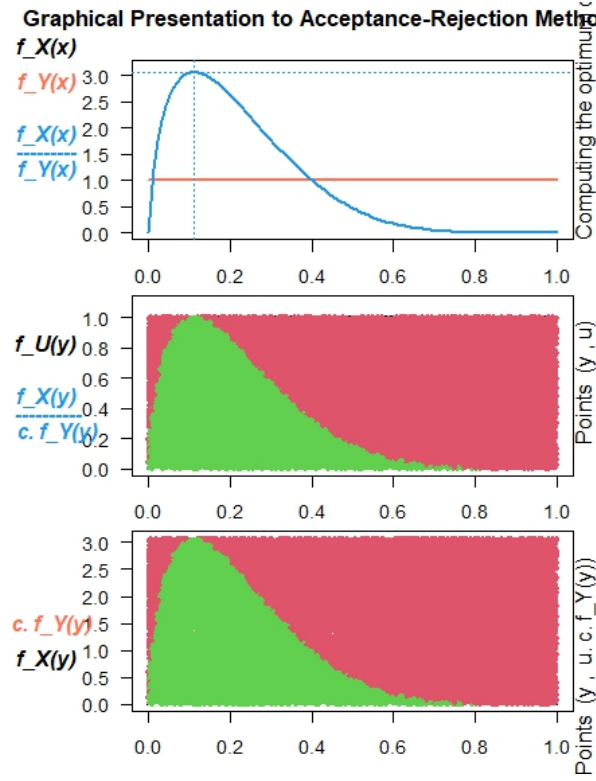 Graphical Presentation to Acceptance-Rejection Metho
f_X(x)
f_Y(x)
f_X(x)
---------
f_Y(x)
3.0
2.5
2.0
1.5
1.0
0.5
0.0
0.0 0.2 0.4 0.6 0.8 1.0
Computing the optimum c
f_U(y)
f_X(y)
----------
c. f_Y(y)
1.0
0.8
0.6
0.4
0.2
0.0
0.0 0.2 0.4 0.6 0.8 1.0
Points (y , u)
c. f_Y(y)
f_X(y)
3.0
2.5
2.0
1.5
1.0
0.5
0.0
0.0 0.2 0.4 0.6 0.8 1.0
Points (y , u. c. f_Y(y))